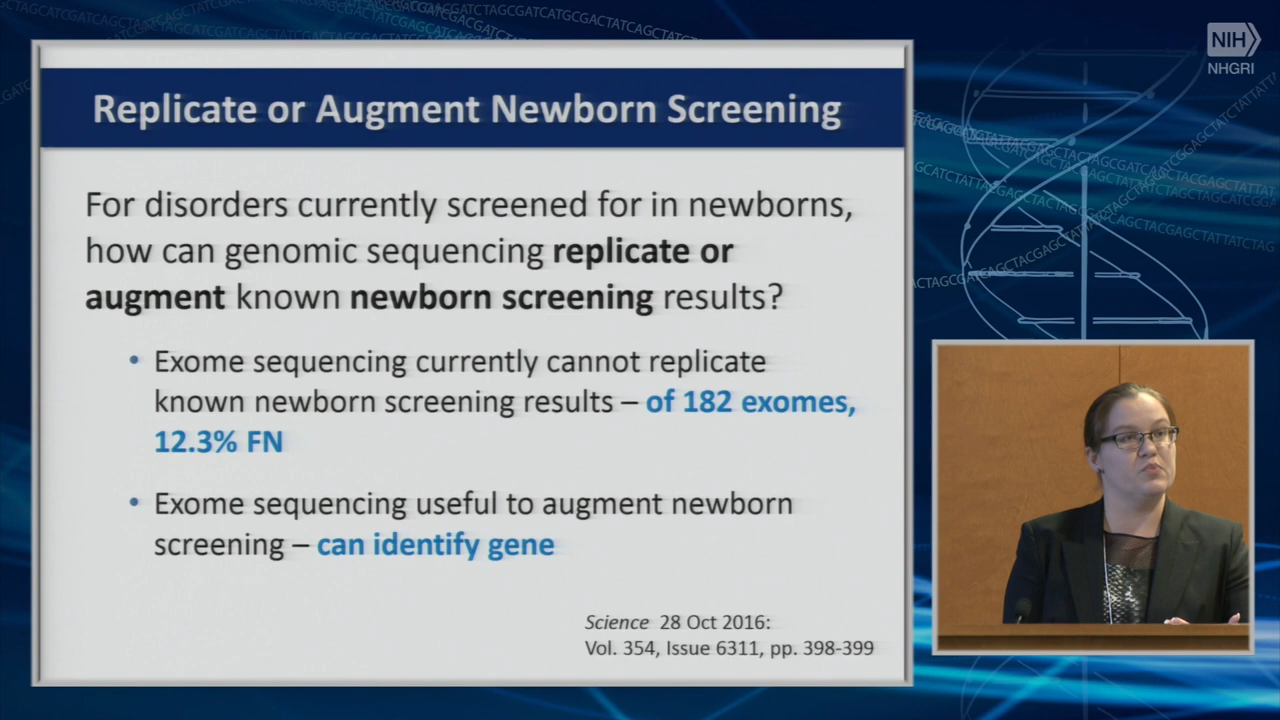 NIH
NHGRI
Replicate or Augment Newborn Screening
For disorders currently screened for in newborns,
how can genomic sequencing replicate or
augment known newborn screening results?
• Exome sequencing currently cannot replicate
known newborn screening results – of 182 exomes,
12.3% FN
• Exome sequencing useful to augment newborn
screening – can identify gene
Science 28 Oct 2016:
Vol. 354, Issue 6311, pp. 398-399